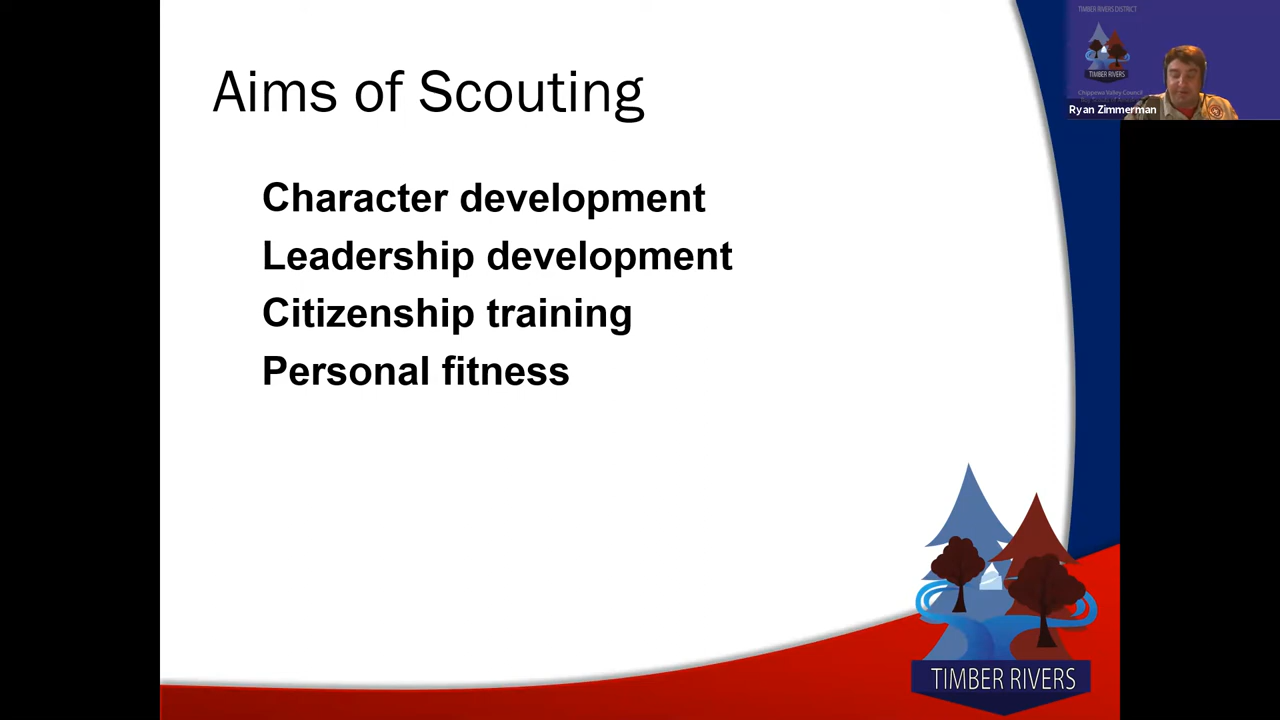 Aims of Scouting
Character development
Leadership development
Citizenship training
Personal fitness
TIMBER RIVERS
TIMBER RIVERS DISTRICT
TIMBER RIVERS
Chippewa Valley Council
Ryan Zimmerman